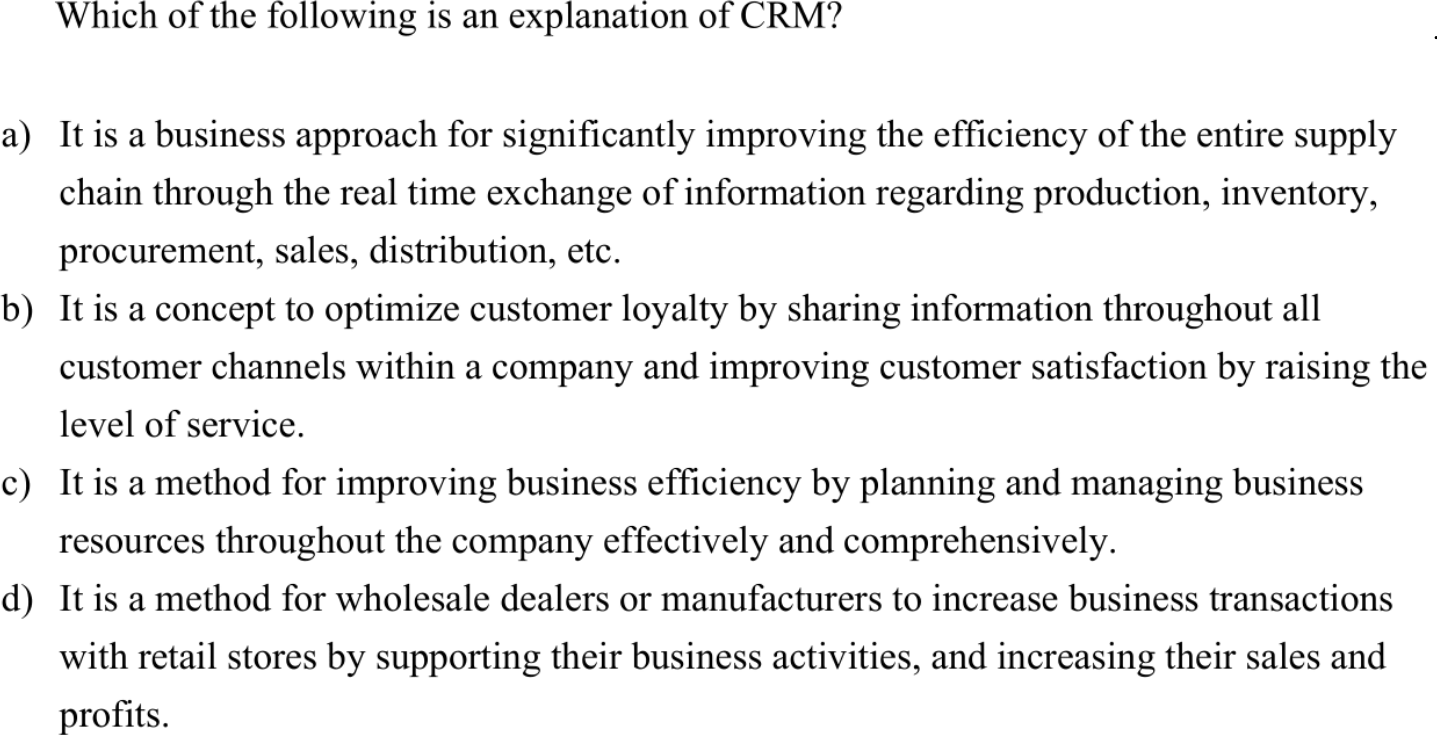 Which of the following is an explanation of CRM?
a) It is a business approach for significantly improving the efficiency of the entire supply
chain through the real time exchange of information regarding production, inventory,
procurement, sales, distribution, etc.
b) It is a concept to optimize customer loyalty by sharing information throughout all
customer channels within a company and improving customer satisfaction by raising the
level of service.
c) It is a method for improving business efficiency by planning and managing business
resources throughout the company effectively and comprehensively.
d) It is a method for wholesale dealers or manufacturers to increase business transactions
with retail stores by supporting their business activities, and increasing their sales and
profits.